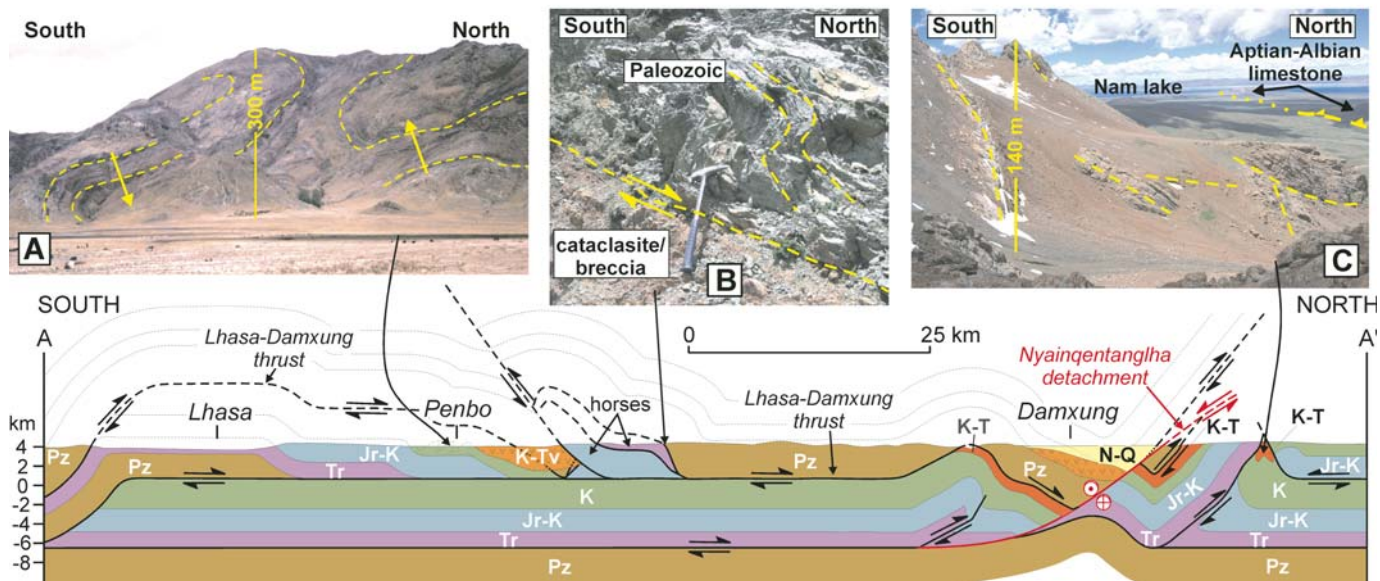 South
North
300 m
A
South
North
Paleozoic
cataclasite/
breccia
B
South
North
Aptian-Albian
limestone
Nam lake
140 m
C
SOUTH
NORTH
A
A'
0
25 km
Lhasa-Damxung
thrust
Nyainqentanglha
detachment
Lhasa
Penbo
horses
Lhasa-Damxung
thrust
Damxung
K-T
K-T
K-T
km
4
2
0
-2
-4
-6
-8
Pz
Pz
Jr-K
Tr
K-Tv
Pz
Pz
N-Q
Jr-K
Jr-K
K
K
Jr-K
Jr-K
Tr
Tr
Tr
Pz
Pz